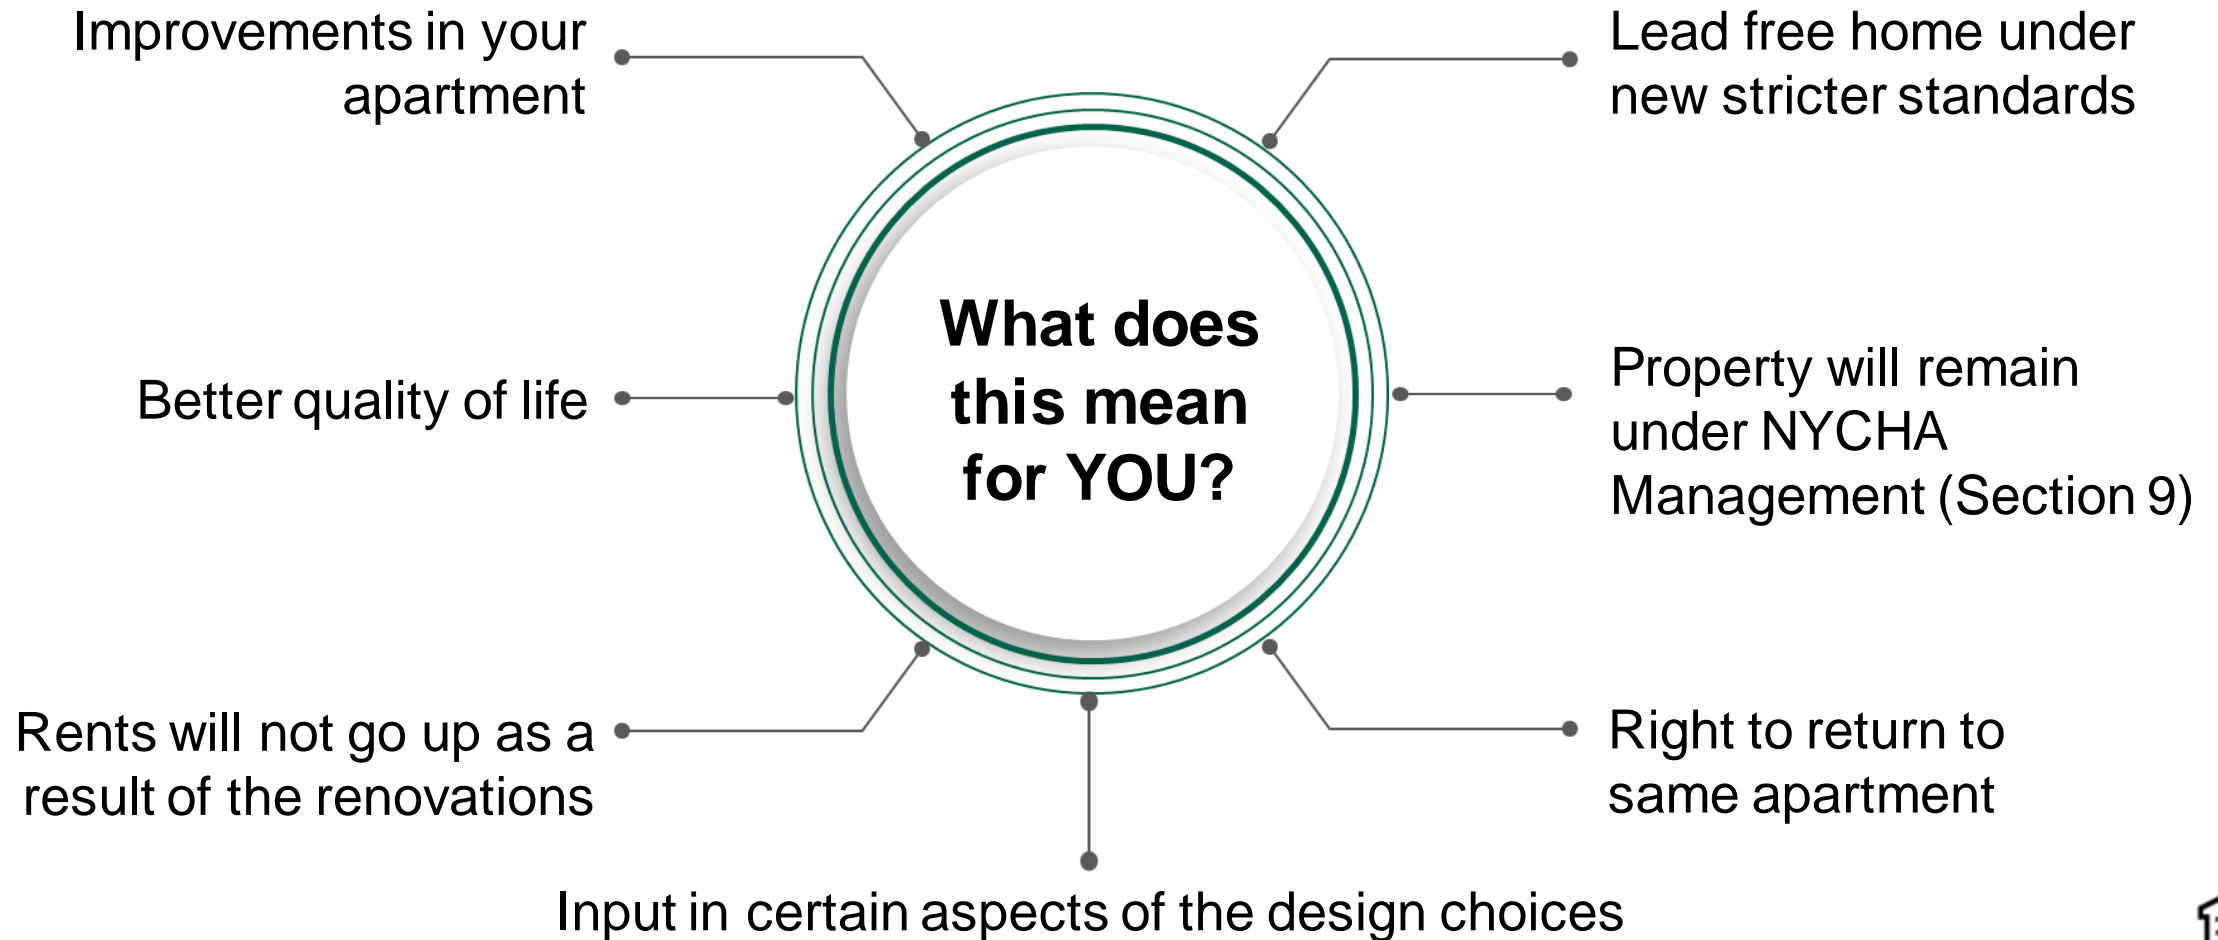 Improvements in your
apartment
Lead free home under
new stricter standards
What does
this mean
for YOU?
Better quality of life
Property will remain
under NYCHA
Management (Section 9)
Rents will not go up as a
result of the renovations
Right to return to
same apartment
Input in certain aspects of the design choices